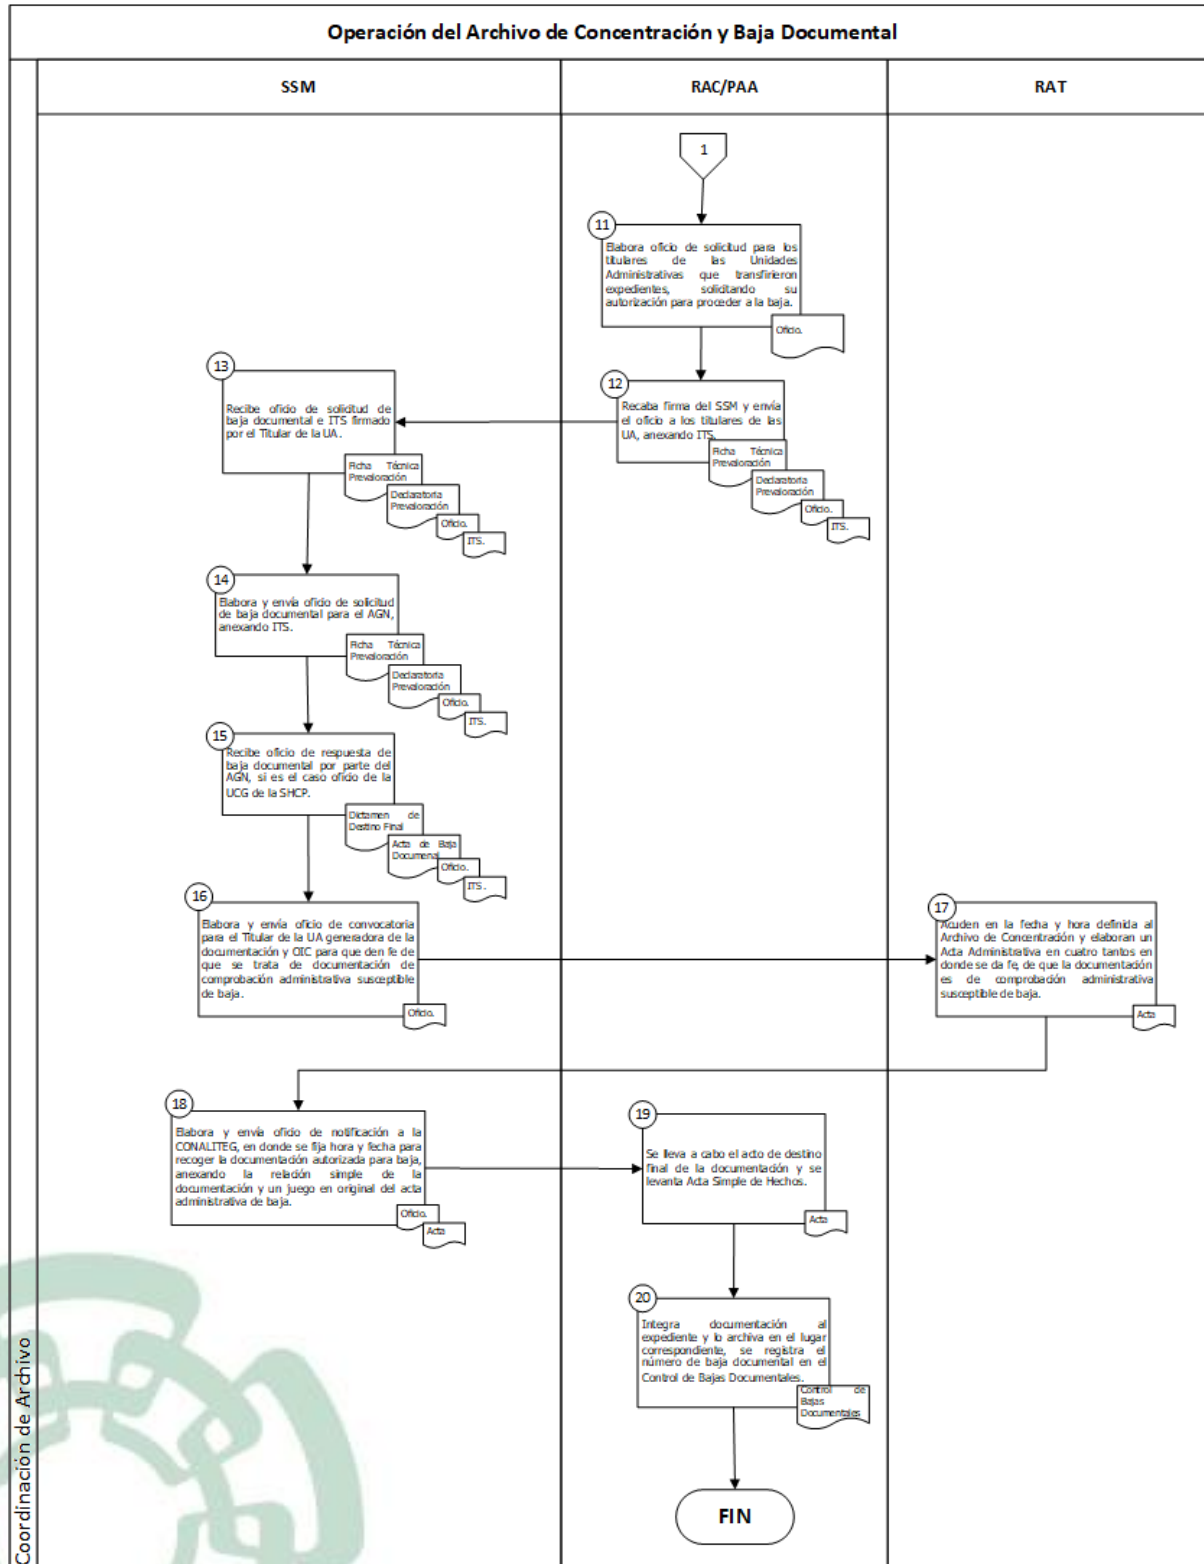 Operación del Archivo de Concentración y Baja Documental
SSM
RAC/PAA
RAT
1
11
Elabora oficio de solicitud para los
titulares de las Unidades
Administrativas que transfirieron
expedientes, solicitando su
autorización para proceder a la baja.
Oficio.
12
Recaba firma del SSM y envía
el oficio a los titulares de las
UA, anexando ITS.
Ficha Técnica
Prevaloración
Declaratoria
Prevaloración
Oficio.
ITS.
13
Recibe oficio de solicitud de
baja documental e ITS firmado
por el Titular de la UA.
Ficha Técnica
Prevaloración
Declaratoria
Prevaloración
Oficio.
ITS.
14
Elabora y envía oficio de solicitud
de baja documental para el AGN,
anexando ITS.
Ficha Técnica
Prevaloración
Declaratoria
Prevaloración
Oficio.
ITS.
15
Recibe oficio de respuesta de
baja documental por parte del
AGN, si es el caso oficio de la
UCG de la SHCP.
Dictamen de
Destino Final
Acta de Baja
Documenal
Oficio.
ITS.
16
Elabora y envía oficio de convocatoria
para el Titular de la UA generadora de la
documentación y OIC para que den fe de
que se trata de documentación de
comprobación administrativa susceptible
de baja.
Oficio.
17
Acuden en la fecha y hora definida al
Archivo de Concentración y elaboran un
Acta Administrativa en cuatro tantos en
donde se da fe, de que la documentación
es de comprobación administrativa
susceptible de baja.
Acta
18
Elabora y envía oficio de notificación a la
CONALITEG, en donde se fija hora y fecha para
recoger la documentación autorizada para baja,
anexando la relación simple de la
documentación y un juego en original del acta
administrativa de baja.
Oficio.
Acta
19
Se lleva a cabo el acto de destino
final de la documentación y se
levanta Acta Simple de Hechos.
Acta
20
Integra documentación al
expediente y lo archiva en el lugar
correspondiente, se registra el
número de baja documental en el
Control de Bajas Documentales.
Control de
Bajas
Documentales
FIN
Coordinación de Archivo